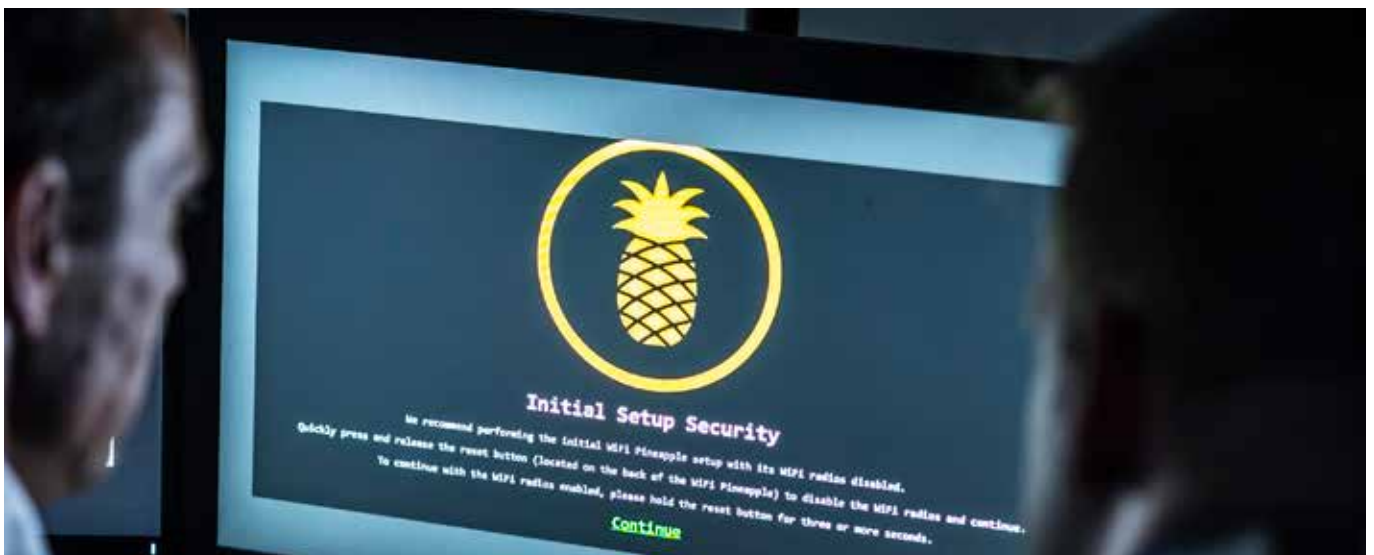 Initial Setup Security
We recommend performing the initial WiFi Pineapple setup with its WiFi radios disabled.
Quickly press and release the reset button (located on the back of the WiFi Pineapple) to disable the WiFi radios and continue.
To continue with the WiFi radios enabled, please hold the reset button for three or more seconds.
Continue